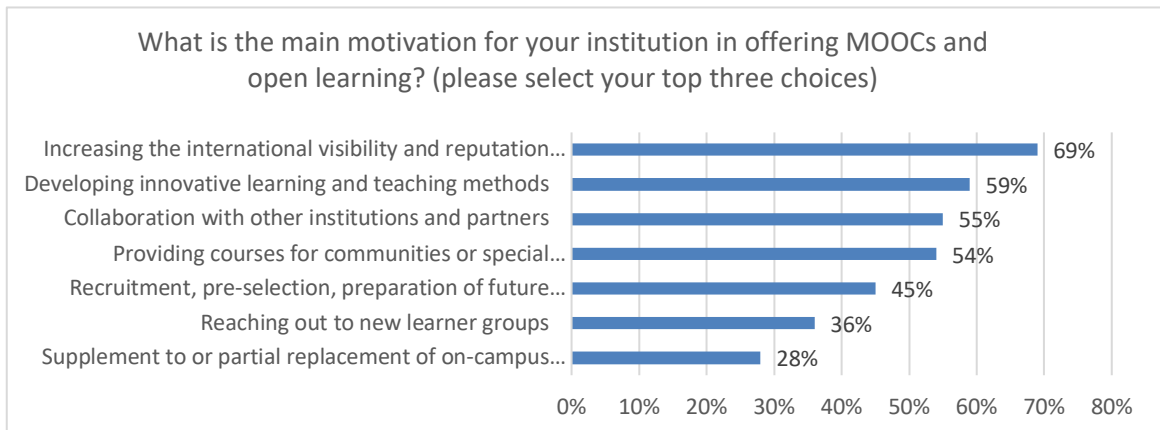 What is the main motivation for your institution in offering MOOCs and
open learning? (please select your top three choices)
Increasing the international visibility and reputation... 69%
Developing innovative learning and teaching methods 59%
Collaboration with other institutions and partners 55%
Providing courses for communities or special... 54%
Recruitment, pre-selection, preparation of future... 45%
Reaching out to new learner groups 36%
Supplement to or partial replacement of on-campus... 28%
0% 10% 20% 30% 40% 50% 60% 70% 80%